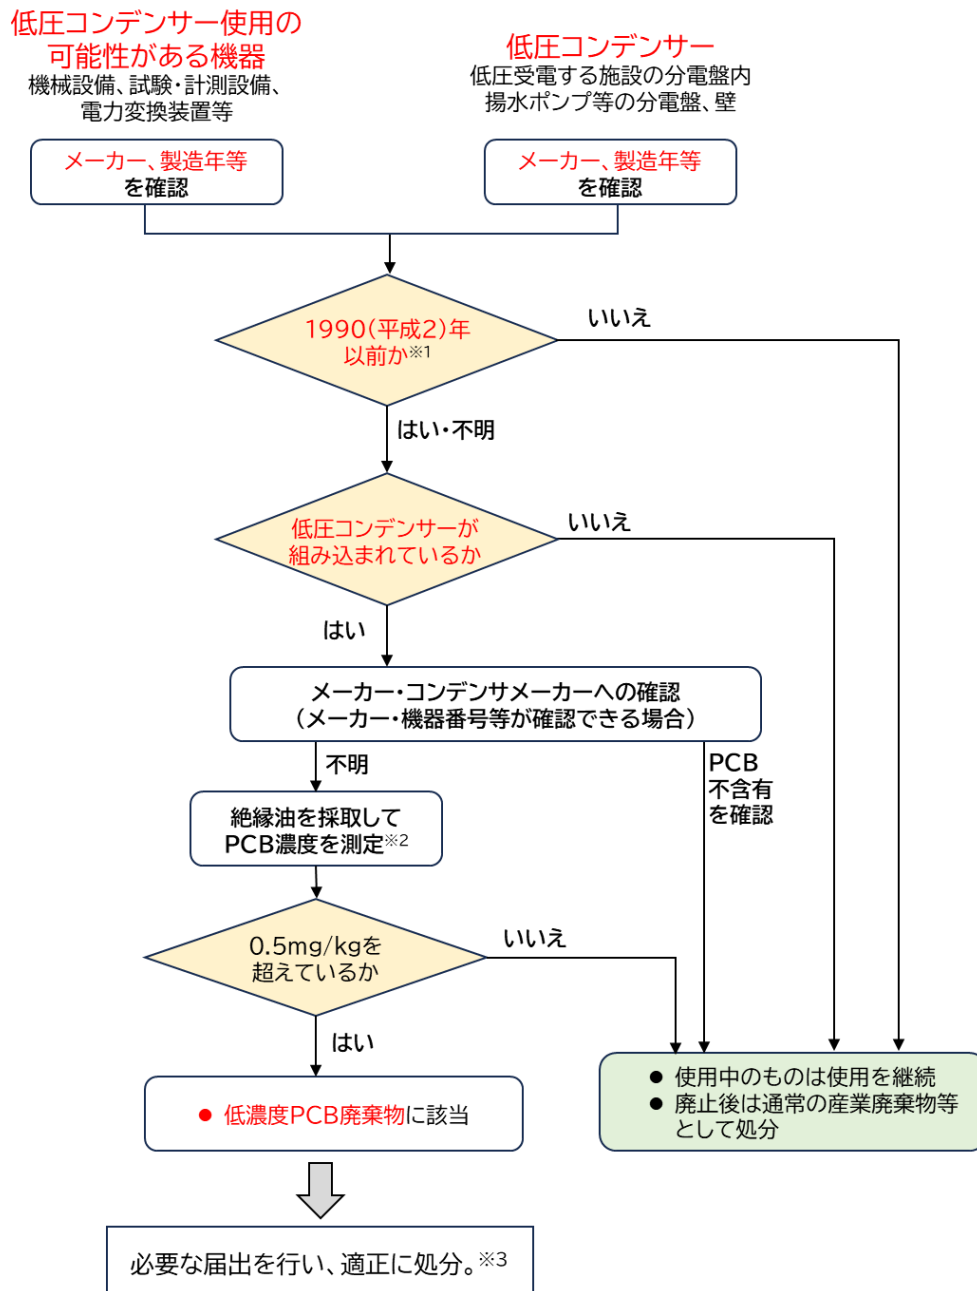 低圧コンデンサー使用の
可能性がある機器
機械設備、試験・計測設備、
電力変換装置等
低圧コンデンサー
低圧受電する施設の分電盤内
揚水ポンプ等の分電盤、壁
メーカー、製造年等
を確認
メーカー、製造年等
を確認
1990(平成2)年
以前か※1
いいえ
はい・不明
低圧コンデンサーが
組み込まれているか
いいえ
はい
メーカー・コンデンサメーカーへの確認
(メーカー・機器番号等が確認できる場合)
不明
PCB
不含有
を確認
絶縁油を採取して
PCB濃度を測定※2
0.5mg/kgを
超えているか
いいえ
はい
● 低濃度PCB廃棄物に該当
● 使用中のものは使用を継続
● 廃止後は通常の産業廃棄物等
として処分
必要な届出を行い、適正に処分。※3